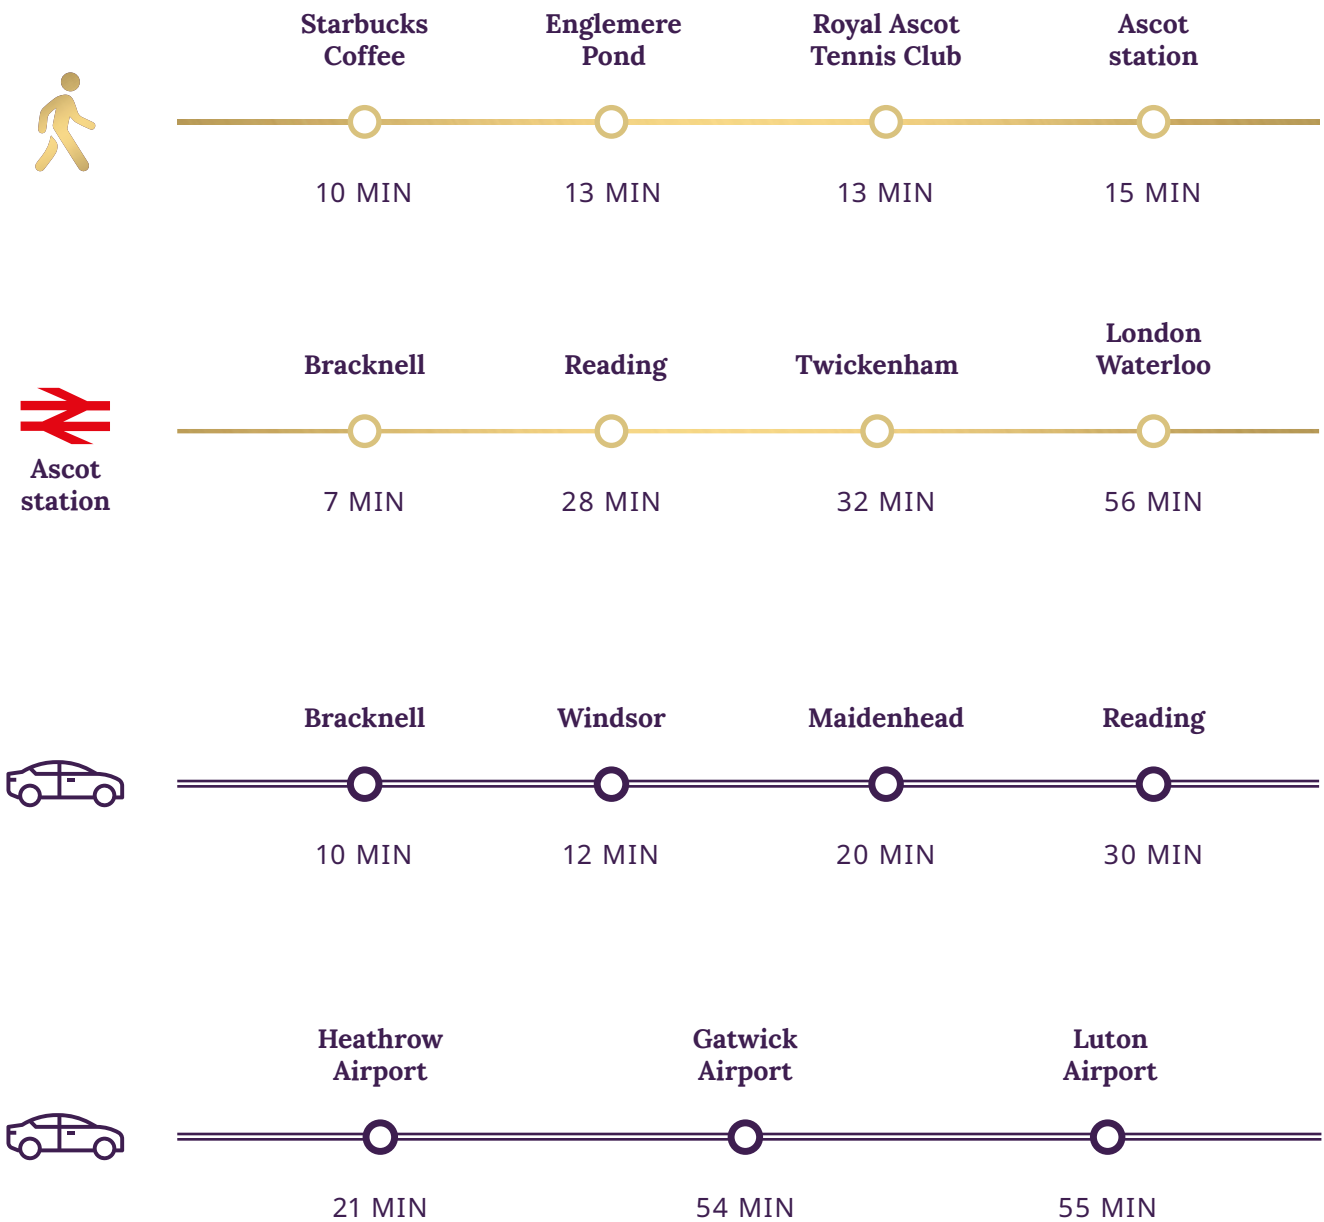 Starbucks
Coffee
Englemere
Pond
Royal Ascot
Tennis Club
Ascot
station
10 MIN
13 MIN
13 MIN
15 MIN
Ascot
station
Bracknell
Reading
Twickenham
London
Waterloo
7 MIN
28 MIN
32 MIN
56 MIN
Bracknell
Windsor
Maidenhead
Reading
10 MIN
12 MIN
20 MIN
30 MIN
Heathrow
Airport
Gatwick
Airport
Luton
Airport
21 MIN
54 MIN
55 MIN